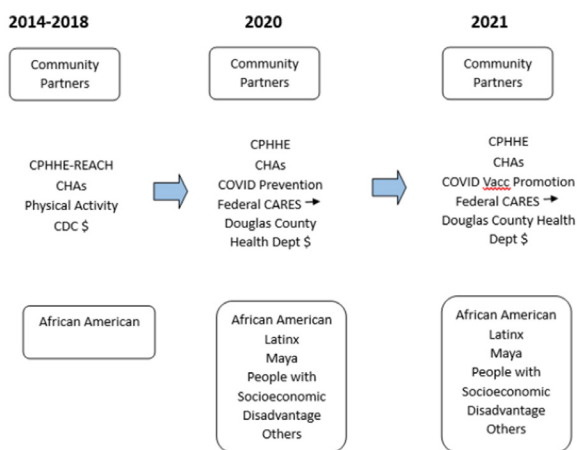 2014-2018
Community
Partners
CPHHE-REACH
CHAs
Physical Activity
CDC $
African American
2020
Community
Partners
CPHHE
CHAs
COVID Prevention
Federal CARES →
Douglas County
Health Dept $
African American
Latinx
Maya
People with
Socioeconomic
Disadvantage
Others
2021
Community
Partners
CPHHE
CHAs
COVID Vacc Promotion
Federal CARES →
Douglas County Health
Dept $
African American
Latinx
Maya
People with
Socioeconomic
Disadvantage
Others